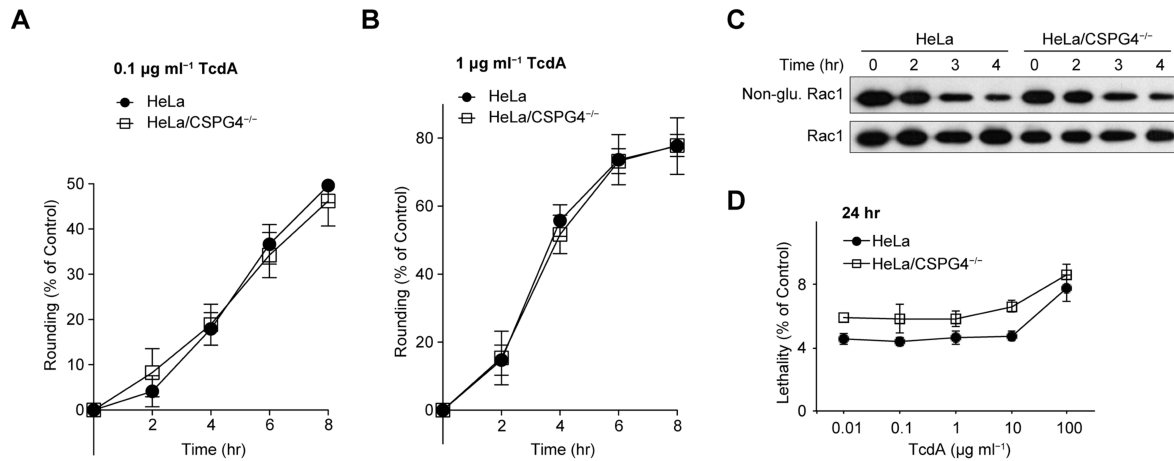 A
0.1 µg ml⁻¹ TcdA
HeLa
HeLa/CSPG4⁻/⁻
Rounding (% of Control)
50
40
30
20
10
0
2
4
6
8
Time (hr)
B
1 µg ml⁻¹ TcdA
HeLa
HeLa/CSPG4⁻/⁻
Rounding (% of Control)
80
60
40
20
0
2
4
6
8
Time (hr)
C
HeLa HeLa/CSPG4⁻/⁻
Time (hr) 0 2 3 4 0 2 3 4
Non-glu. Rac1
Rac1
D
24 hr
HeLa
HeLa/CSPG4⁻/⁻
Lethality (% of Control)
8
4
0
0.01 0.1 1 10 100
TcdA (µg ml⁻¹)